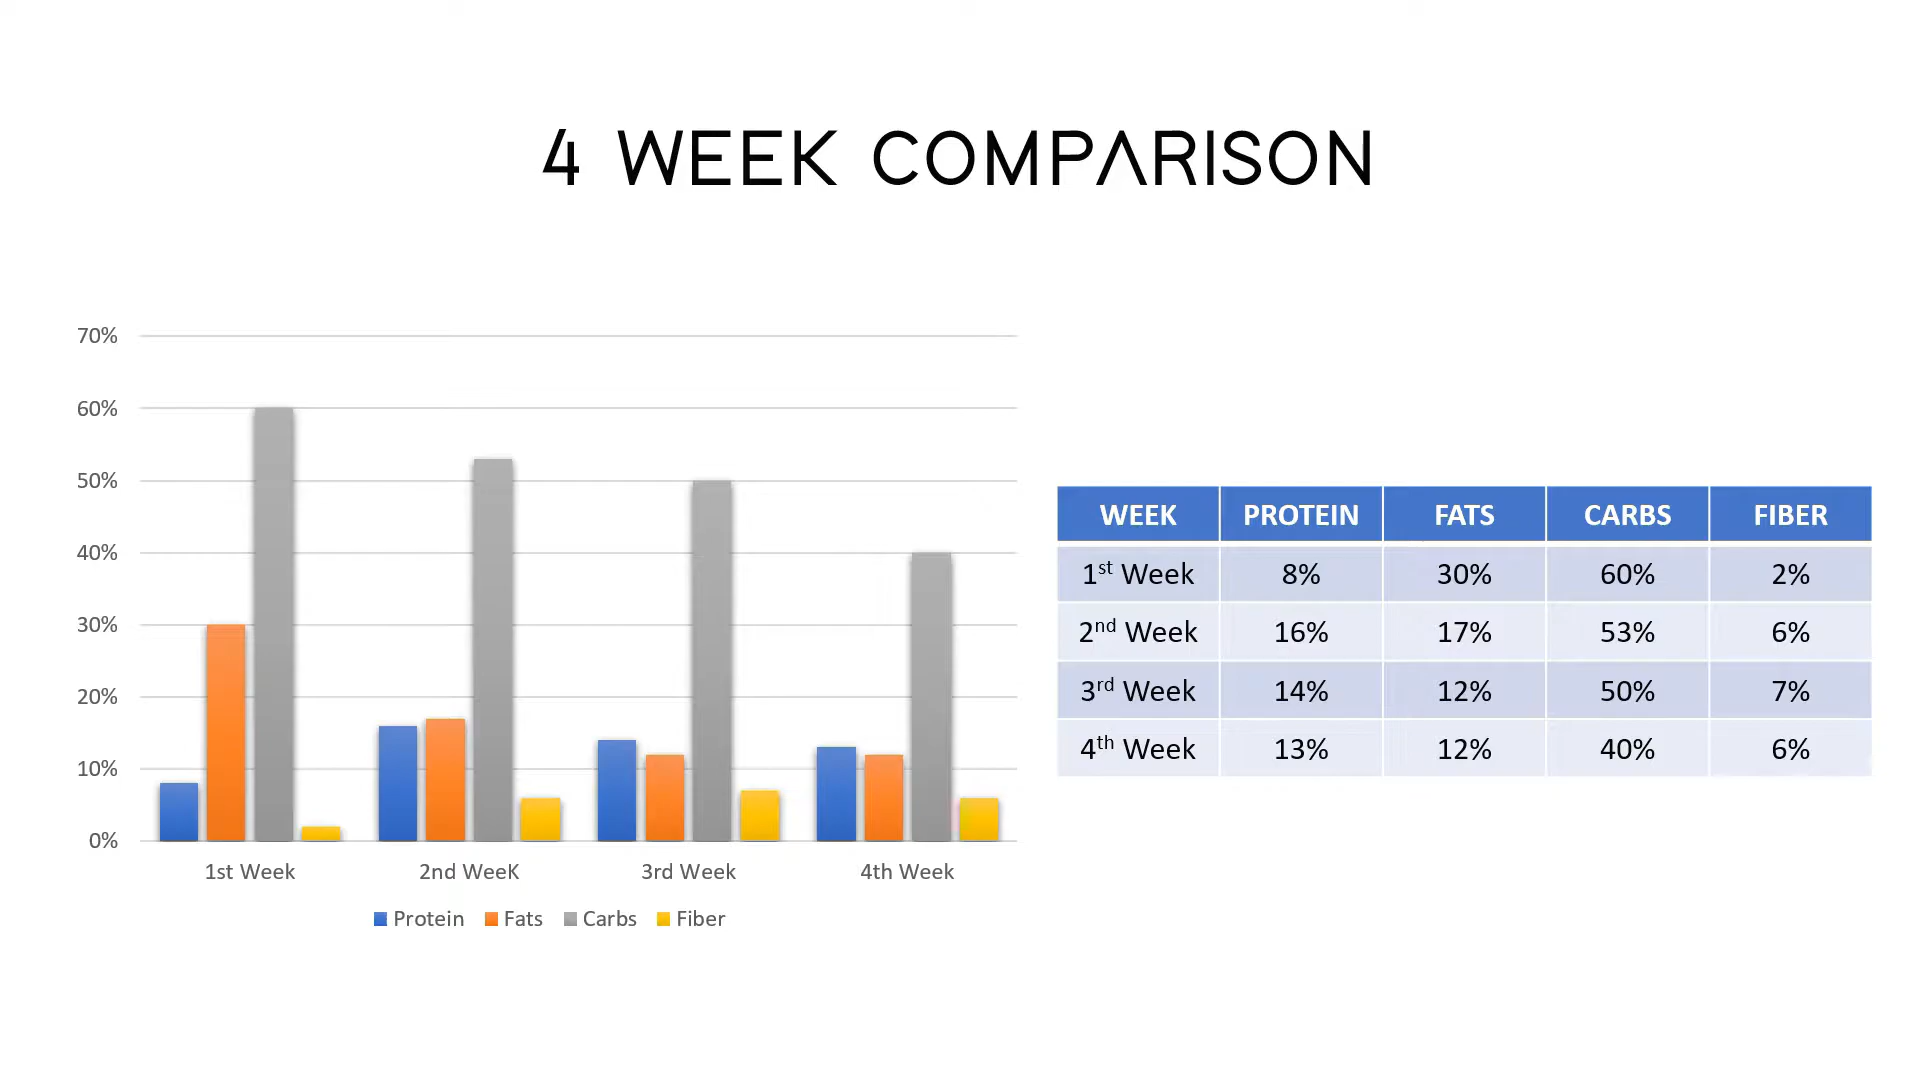 4 WEEK COMPARISON
70%
60%
50%
40%
30%
20%
10%
0%
1st Week 2nd WeeK 3rd Week 4th Week
Protein Fats Carbs Fiber
WEEK PROTEIN FATS CARBS FIBER
1st Week 8% 30% 60% 2%
2nd Week 16% 17% 53% 6%
3rd Week 14% 12% 50% 7%
4th Week 13% 12% 40% 6%